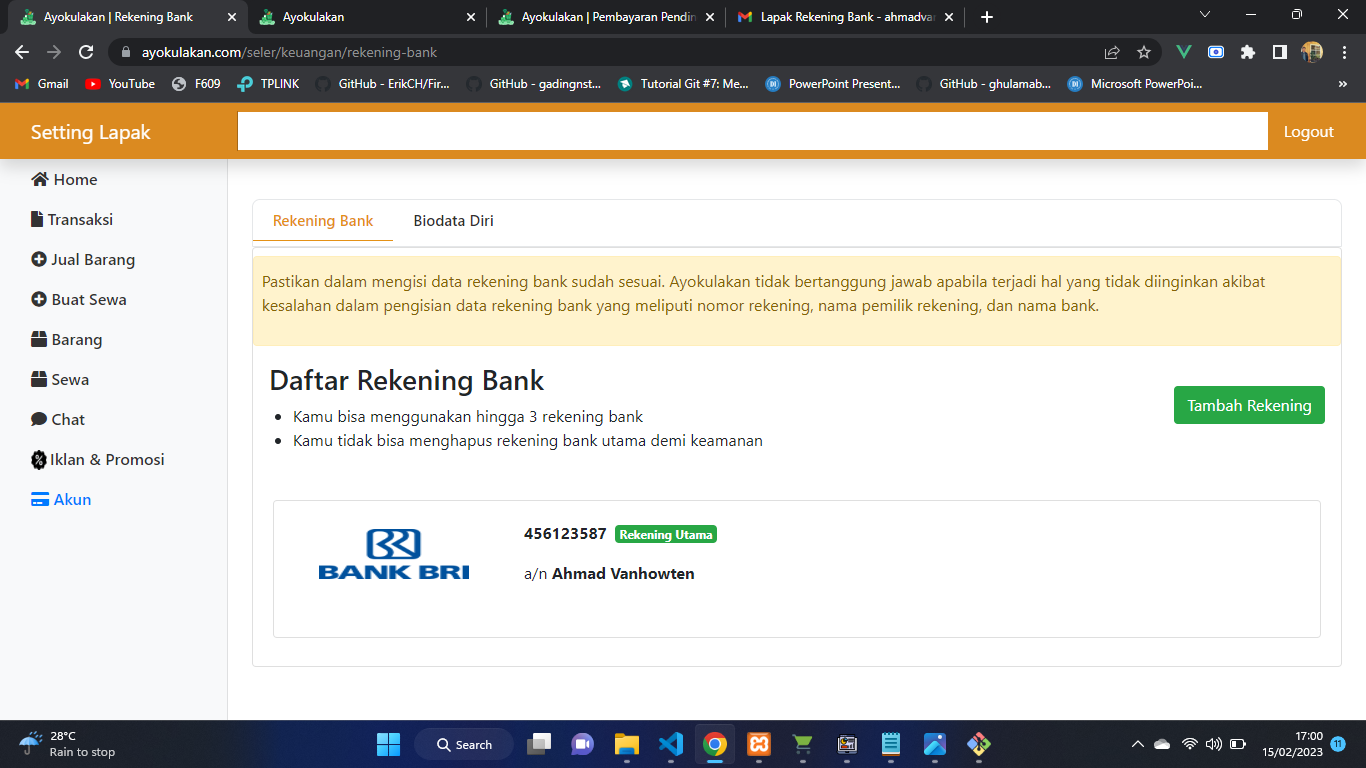 Ayokulakan | Rekening Bank
Ayokulakan
Ayokulakan | Pembayaran Pendin
Lapak Rekening Bank - ahmadva
ayokulakan.com/seler/keuangan/rekening-bank
Gmail
YouTube
F609
TPLINK
GitHub - ErikCH/Fir...
GitHub - gadingnst...
Tutorial Git #7: Me...
PowerPoint Present...
GitHub - ghulamab...
Microsoft PowerPoi...
»
Setting Lapak
Logout
Home
Transaksi
Jual Barang
Buat Sewa
Barang
Sewa
Chat
Iklan & Promosi
Akun
Rekening Bank
Biodata Diri
Pastikan dalam mengisi data rekening bank sudah sesuai. Ayokulakan tidak bertanggung jawab apabila terjadi hal yang tidak diinginkan akibat
kesalahan dalam pengisian data rekening bank yang meliputi nomor rekening, nama pemilik rekening, dan nama bank.
Daftar Rekening Bank
Kamu bisa menggunakan hingga 3 rekening bank
Kamu tidak bisa menghapus rekening bank utama demi keamanan
Tambah Rekening
BANK BRI
456123587 Rekening Utama
a/n Ahmad Vanhowten
28°C
Rain to stop
Search
17:00
15/02/2023
11